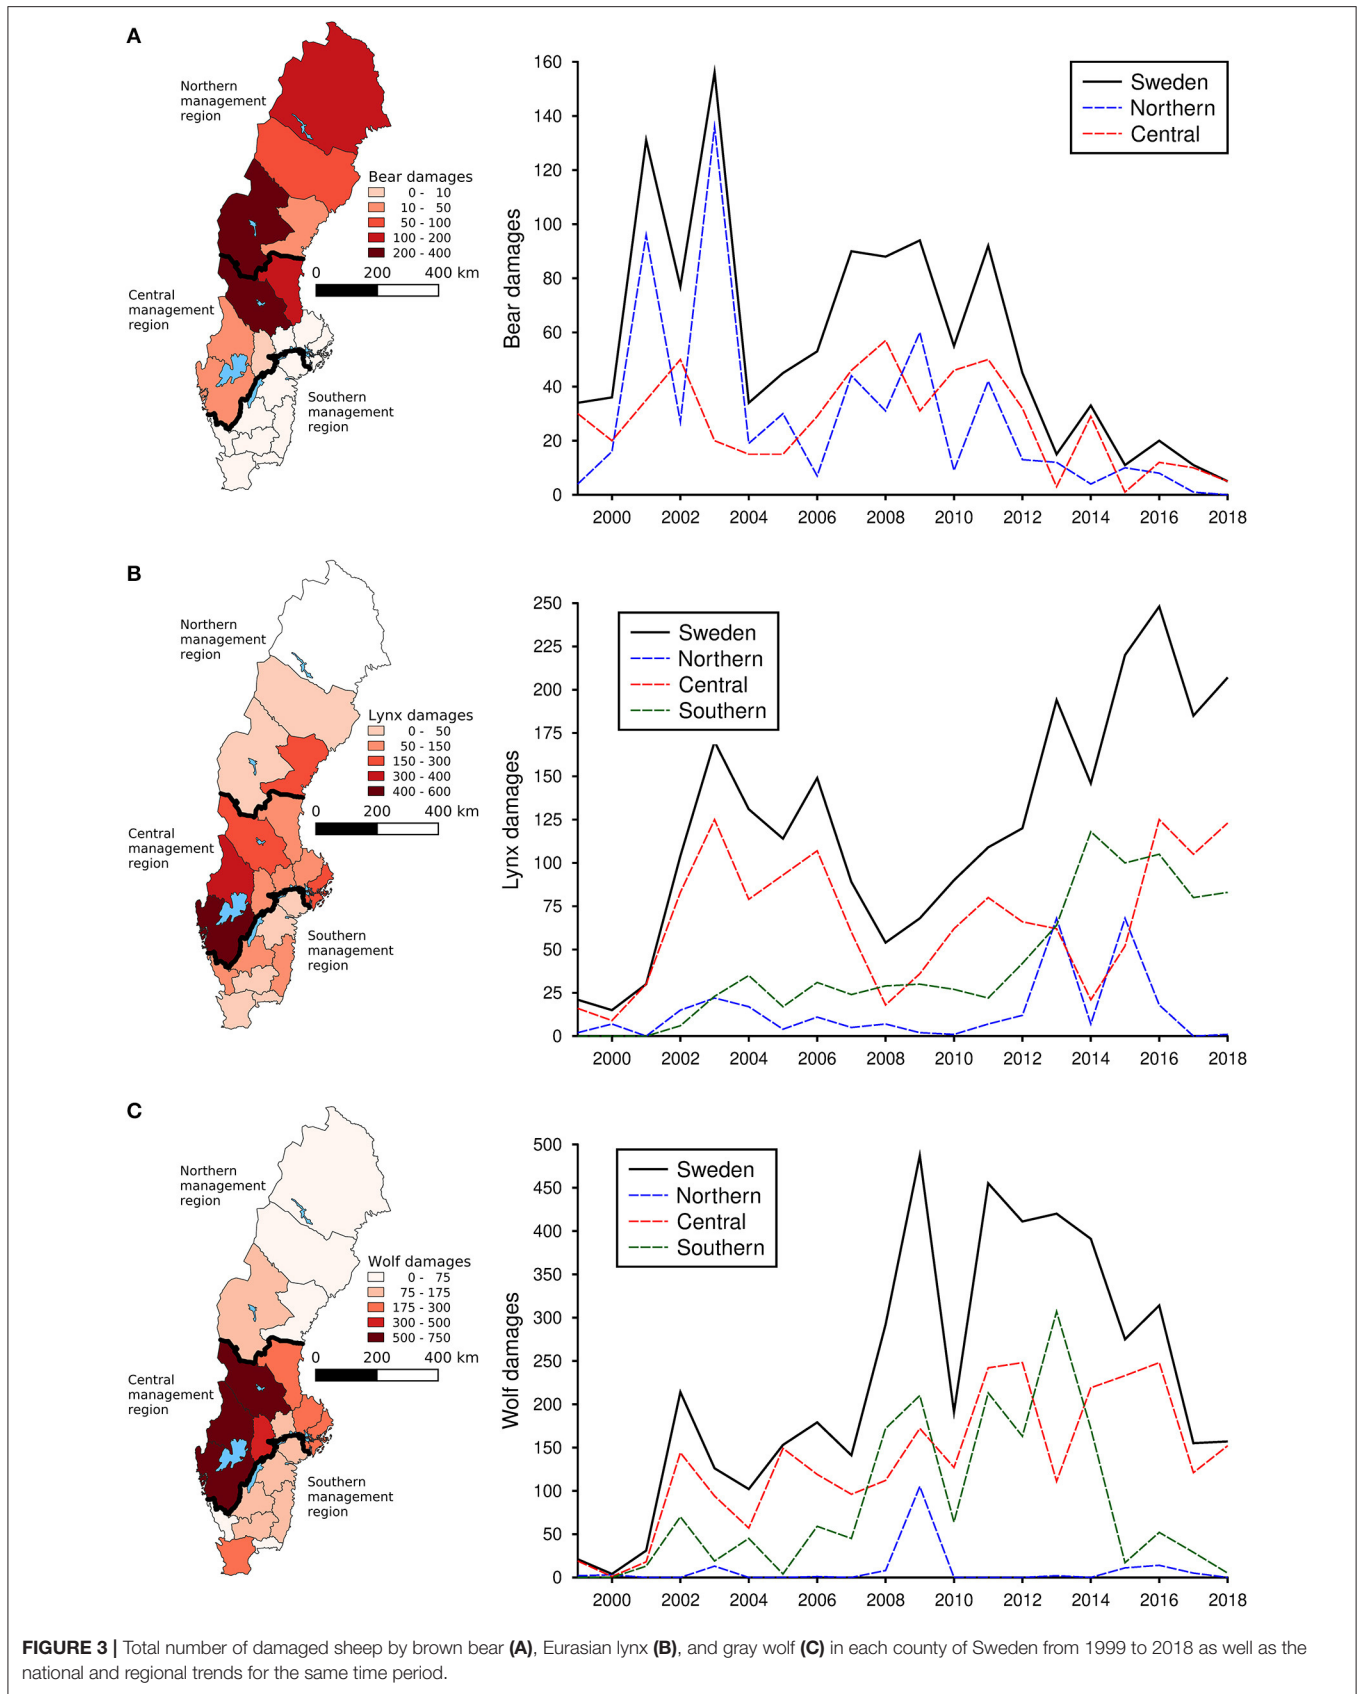 A
Northern
management
region
Bear damages
0 - 10
10 - 50
50 - 100
100 - 200
200 - 400
0 200 400 km
Central
management
region
Southern
management
region
Bear damages
160
140
120
100
80
60
40
20
0
2000 2002 2004 2006 2008 2010 2012 2014 2016 2018
Sweden
Northern
Central
B
Northern
management
region
Lynx damages
0 - 50
50 - 150
150 - 300
300 - 400
400 - 600
0 200 400 km
Central
management
region
Southern
management
region
Lynx damages
250
225
200
175
150
125
100
75
50
25
0
2000 2002 2004 2006 2008 2010 2012 2014 2016 2018
Sweden
Northern
Central
Southern
C
Northern
management
region
Wolf damages
0 - 75
75 - 175
175 - 300
300 - 500
500 - 750
0 200 400 km
Central
management
region
Southern
management
region
Wolf damages
500
450
400
350
300
250
200
150
100
50
0
2000 2002 2004 2006 2008 2010 2012 2014 2016 2018
Sweden
Northern
Central
Southern
FIGURE 3 | Total number of damaged sheep by brown bear (A), Eurasian lynx (B), and gray wolf (C) in each county of Sweden from 1999 to 2018 as well as the
national and regional trends for the same time period.